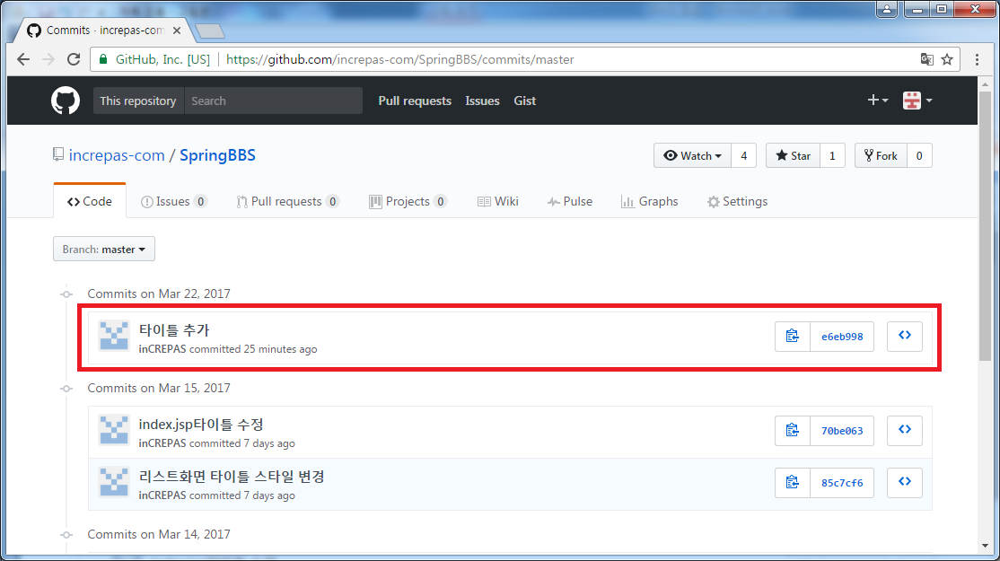 Commits · increpas-com
GitHub, Inc. [US] https://github.com/increpas-com/SpringBBS/commits/master
This repository Search Pull requests Issues Gist
increpas-com / SpringBBS Watch 4 Star 1 Fork 0
Code Issues 0 Pull requests 0 Projects 0 Wiki Pulse Graphs Settings
Branch: master
Commits on Mar 22, 2017
타이틀 추가 e6eb998
inCREPAS committed 25 minutes ago
Commits on Mar 15, 2017
index.jsp타이틀 수정 70be063
inCREPAS committed 7 days ago
리스트화면 타이틀 스타일 변경 85c7cf6
inCREPAS committed 7 days ago
Commits on Mar 14, 2017